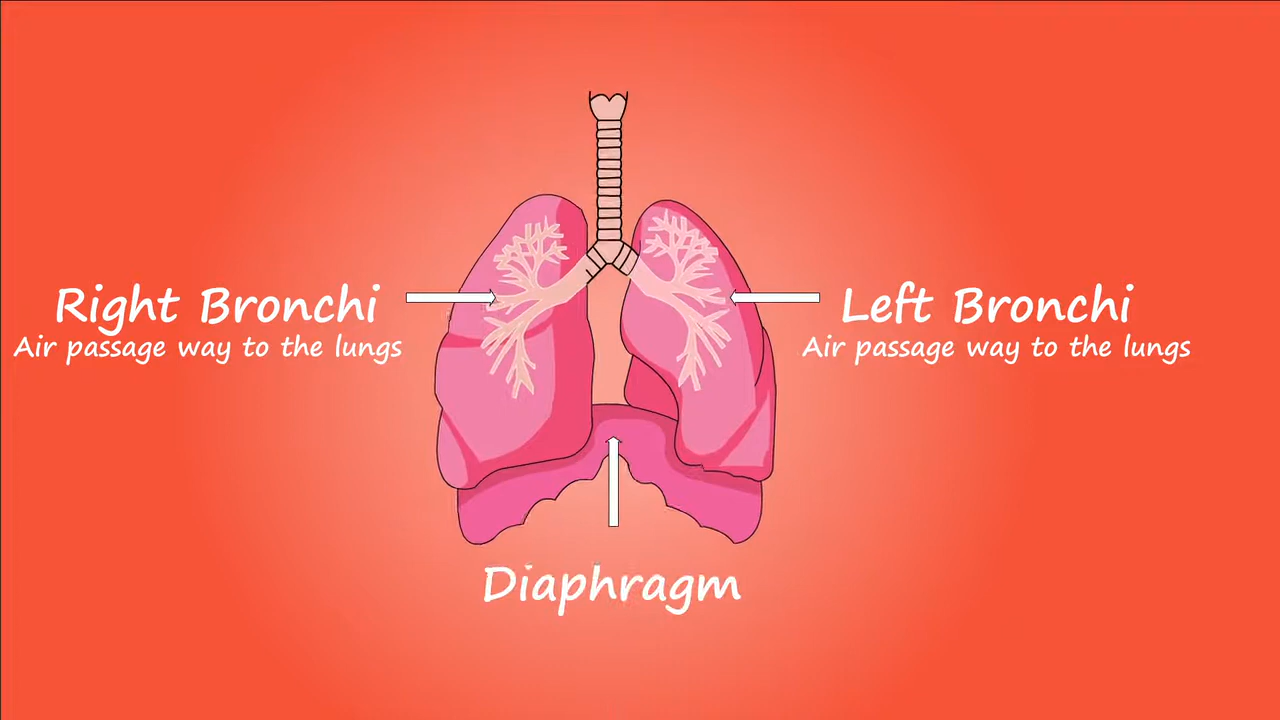 Right Bronchi
Air passage way to the lungs
Left Bronchi
Air passage way to the lungs
Diaphragm